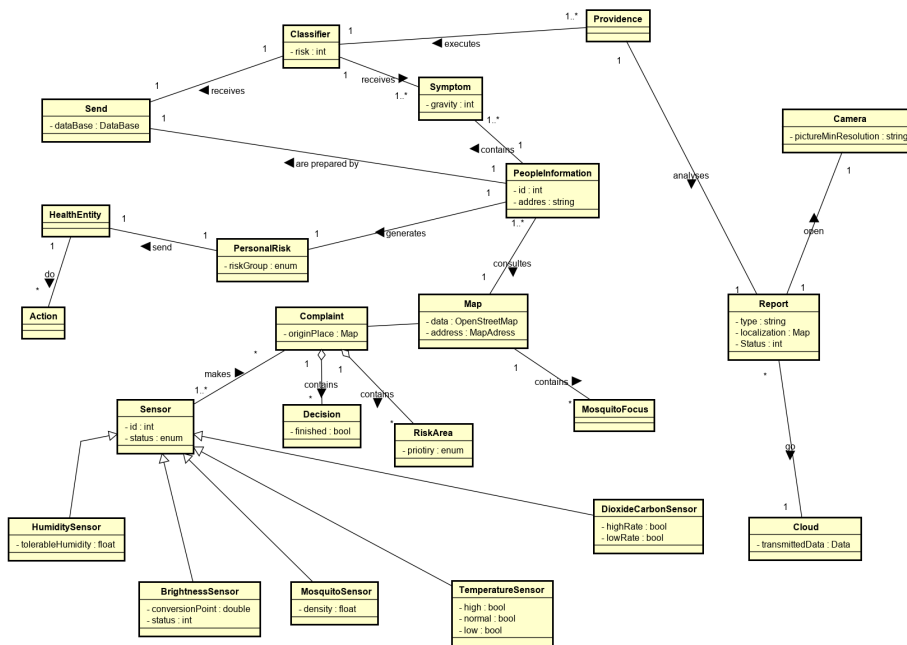 Providence
1..*
1
executes
Classifier
- risk : int
1
1
1
receives
receives
1..*
Symptom
- gravity : int
1..*
1
contains
Send
- dataBase : DataBase
1
1
are prepared by
1
PeopleInformation
- id : int
- addres : string
1
1..*
generates
1
consultes
1
Camera
- pictureMinResolution : string
1
analyses
open
1
1
HealthEntity
1
1
send
1
PersonalRisk
- riskGroup : enum
do
*
Action
Complaint
- originPlace : Map
Map
- data : OpenStreetMap
- address : MapAdress
Report
- type : string
- localization : Map
- Status : int
*
makes
1..*
1
1
contains
*
contains
*
1
contains
*
*
MosquitoFocus
Sensor
- id : int
- status : enum
Decision
- finished : bool
RiskArea
- priotiry : enum
go
1
HumiditySensor
- tolerableHumidity : float
DioxideCarbonSensor
- highRate : bool
- lowRate : bool
Cloud
- transmittedData : Data
BrightnessSensor
- conversionPoint : double
- status : int
MosquitoSensor
- density : float
TemperatureSensor
- high : bool
- normal : bool
- low : bool